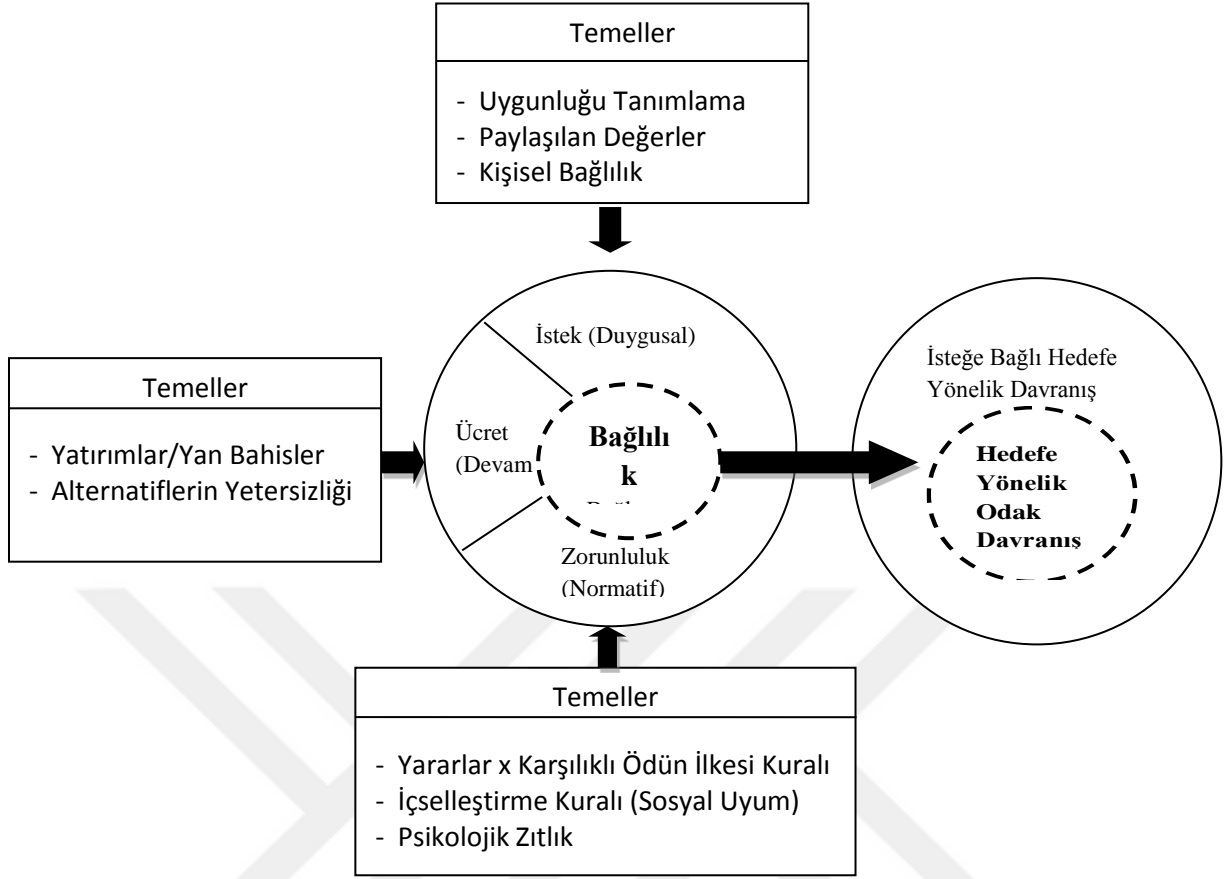 Temeller
- Uygunluğu Tanımlama
- Paylaşılan Değerler
- Kişisel Bağlılık
Temeller
- Yatırımlar/Yan Bahisler
- Alternatiflerin Yetersizliği
İstek (Duygusal)
Ücret
(Devam
Bağlılı
k
Zorunluluk
(Normatif)
İsteğe Bağlı Hedefe
Yönelik Davranış
Hedefe
Yönelik
Odak
Davranış
Temeller
- Yararlar x Karşılıklı Ödün İlkesi Kuralı
- İçselleştirme Kuralı (Sosyal Uyum)
- Psikolojik Zıtlık